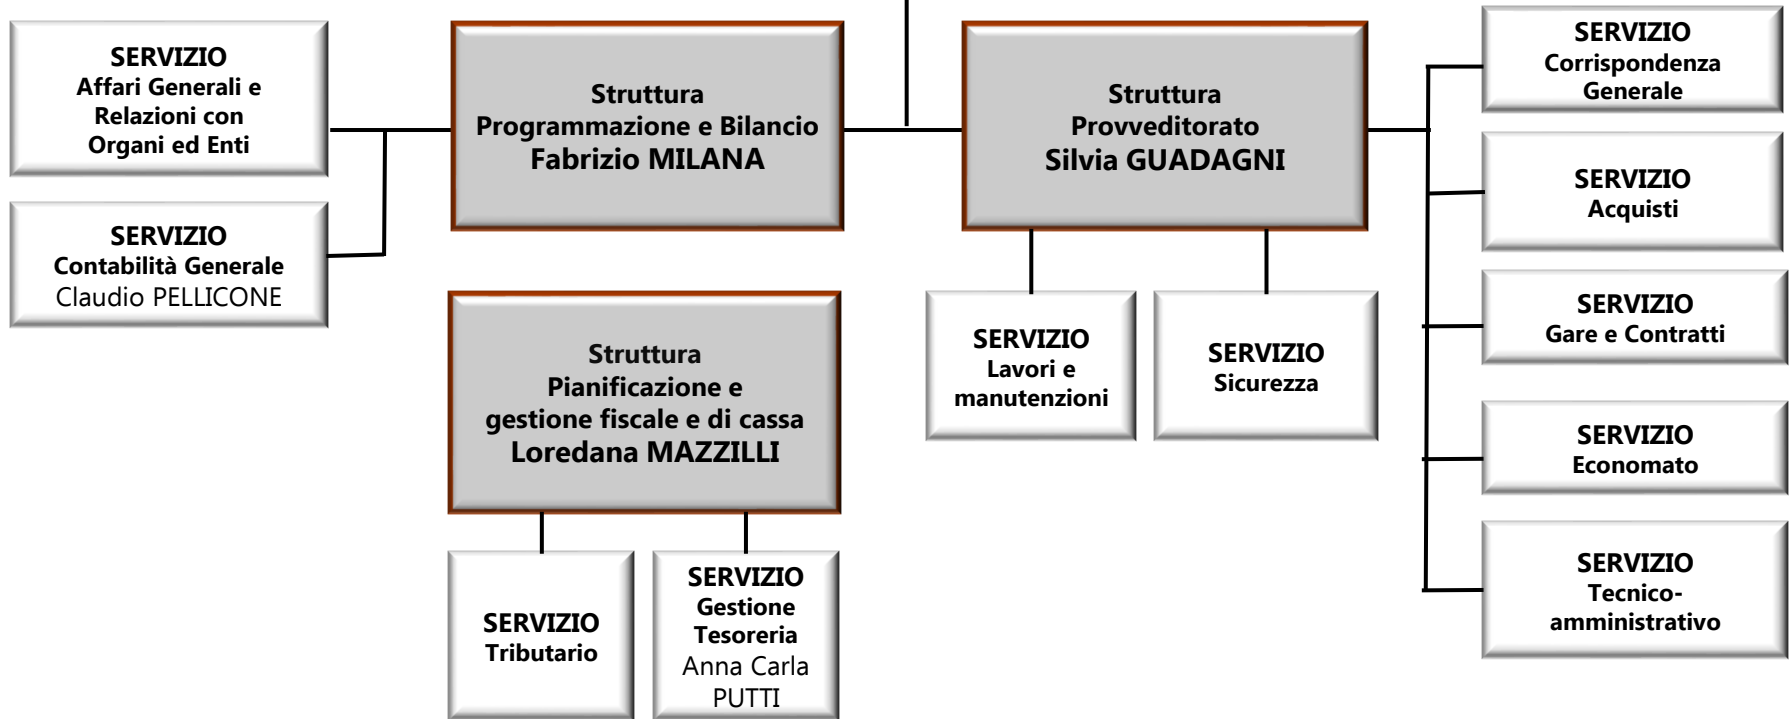 SERVIZIO
Affari Generali e
Relazioni con
Organi ed Enti
SERVIZIO
Contabilità Generale
Claudio PELLICONE
Struttura
Programmazione e Bilancio
Fabrizio MILANA
Struttura
Pianificazione e
gestione fiscale e di cassa
Loredana MAZZILLI
SERVIZIO
Tributario
SERVIZIO
Gestione
Tesoreria
Anna Carla
PUTTI
Struttura
Provveditorato
Silvia GUADAGNI
SERVIZIO
Lavori e
manutenzioni
SERVIZIO
Sicurezza
SERVIZIO
Corrispondenza
Generale
SERVIZIO
Acquisti
SERVIZIO
Gare e Contratti
SERVIZIO
Economato
SERVIZIO
Tecnico-
amministrativo